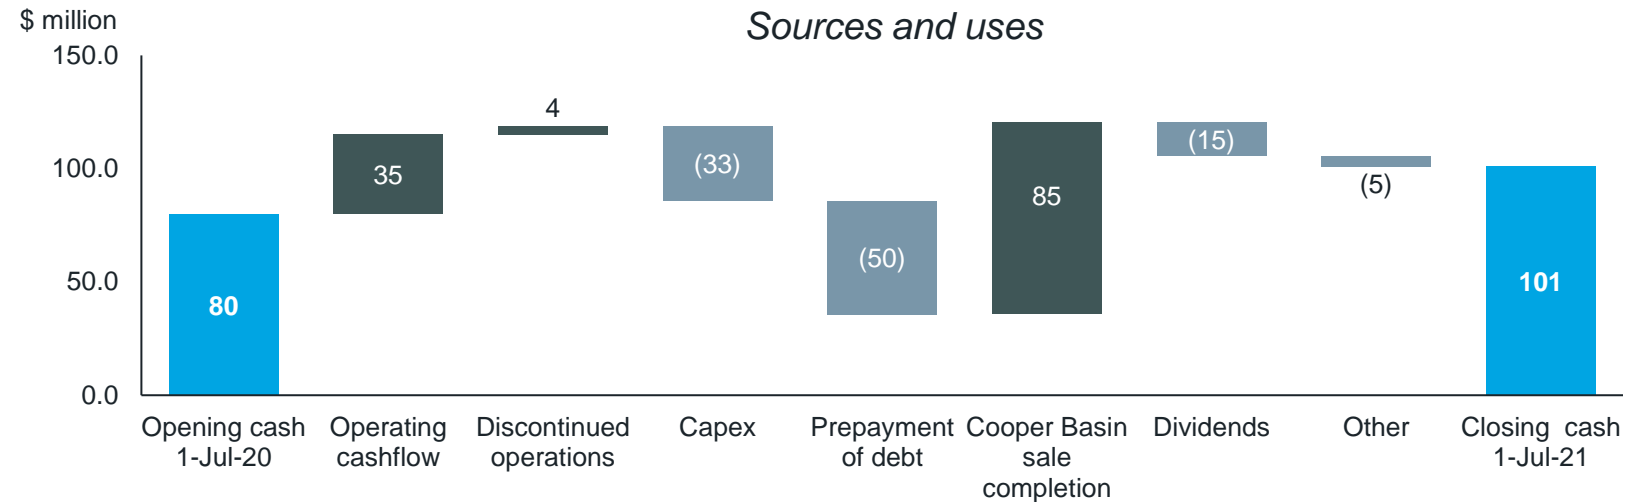 $ million
Sources and uses
150.0
100.0
50.0
0.0
80
35
4
(33)
(50)
85
(15)
(5)
101
Opening cash
1-Jul-20
Operating
cashflow
Discontinued
operations
Capex
Prepayment
of debt
Cooper Basin
sale
completion
Dividends
Other
Closing cash
1-Jul-21